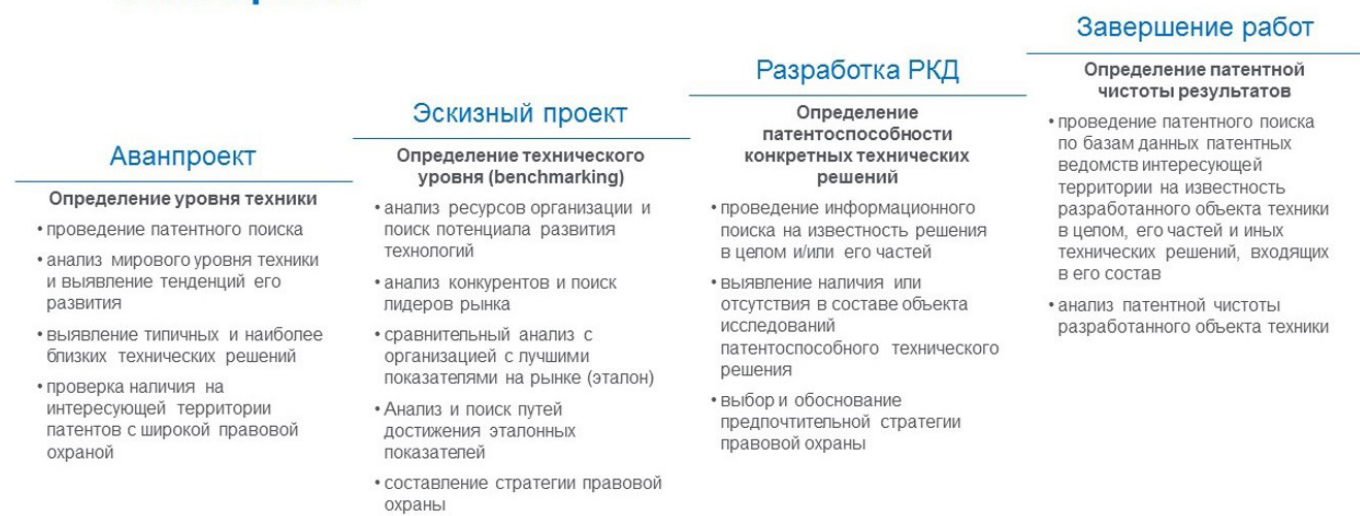 Аванпроект
Определение уровня техники
• проведение патентного поиска
• анализ мирового уровня техники
и выявление тенденций его
развития
• выявление типичных и наиболее
близких технических решений
• проверка наличия на
интересующей территории
патентов с широкой правовой
охраной
Эскизный проект
Определение технического
уровня (benchmarking)
• анализ ресурсов организации и
поиск потенциала развития
технологий
• анализ конкурентов и поиск
лидеров рынка
• сравнительный анализ с
организацией с лучшими
показателями на рынке (эталон)
• Анализ и поиск путей
достижения эталонных
показателей
• составление стратегии правовой
охраны
Разработка РКД
Определение
патентоспособности
конкретных технических
решений
• проведение информационного
поиска на известность решения
в целом и/или его частей
• выявление наличия или
отсутствия в составе объекта
исследований
патентоспособного технического
решения
• выбор и обоснование
предпочтительной стратегии
правовой охраны
Завершение работ
Определение патентной
чистоты результатов
• проведение патентного поиска
по базам данных патентных
ведомств интересующей
территории на известность
разработанного объекта техники
в целом, его частей и иных
технических решений, входящих
в его состав
• анализ патентной чистоты
разработанного объекта техники